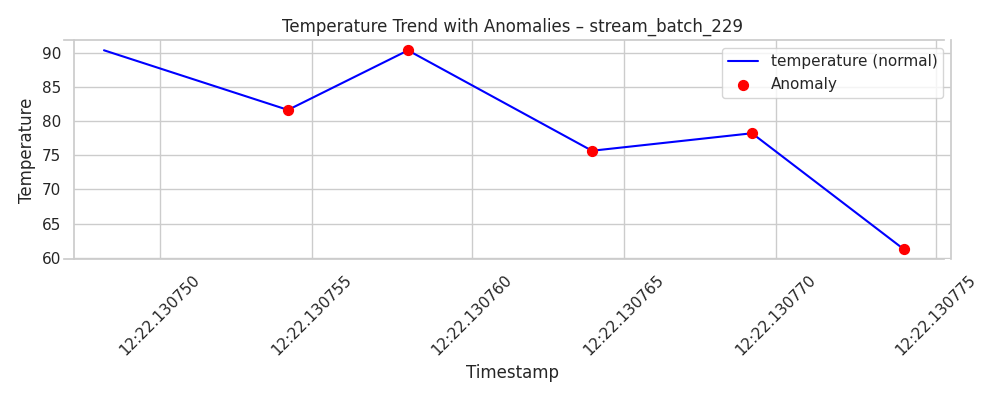 Temperature Trend with Anomalies – stream_batch_229
temperature (normal)
Anomaly
Temperature
90
85
80
75
70
65
60
12:22.130750
12:22.130755
12:22.130760
12:22.130765
12:22.130770
12:22.130775
Timestamp